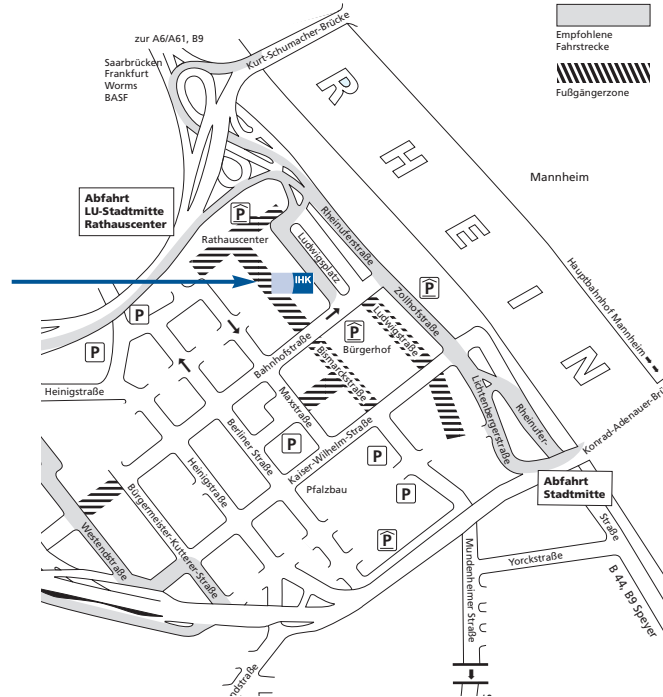 zur A6/A61, B9
Saarbrücken
Frankfurt
Worms
BASF
Kurt-Schumacher-Brücke
Empfohlene
Fahrstrecke
Fußgängerzone
RHEIN
Mannheim
Abfahrt
LU-Stadtmitte
Rathauscenter
P
Rathauscenter
Ludwigsplatz
Rheinuferstraße
IHK
P
Zollhofstraße
Hauptbahnhof Mannheim
P
P
Bürgerhof
Ludwigstraße
P
Bahnhofstraße
Bismarckstraße
Heinigstraße
Maxstraße
Lichtenbergerstraße
Rheinufer-
Straße
Konrad-Adenauer-Brü
Berliner Straße
Kaiser-Wilhelm-Straße
P
P
Heinigstraße
Pfalzbau
P
Abfahrt
Stadtmitte
Bürgermeister-Kutterer-Straße
Westendstraße
P
Mundenheimer Straße
Yorckstraße
B 44, B9 Speyer
ndstraße